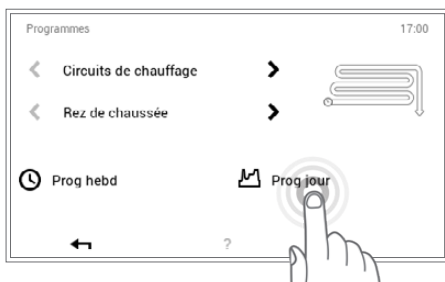 Programmes 17:00
Circuits de chauffage
Rez de chaussée
Prog hebd Prog jour
?